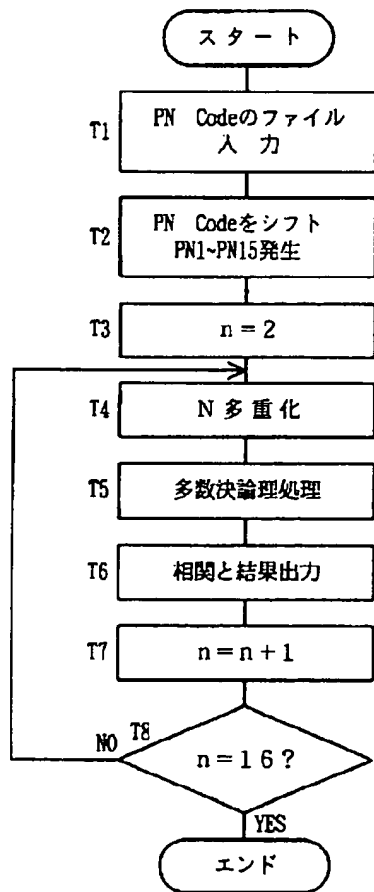 スタート
T1
PN Codeのファイル
入 力
T2
PN Codeをシフト
PN1~PN15発生
T3
n = 2
T4
N 多 重 化
T5
多数決論理処理
T6
相関と結果出力
T7
n = n + 1
T8
NO
n = 1 6 ?
YES
エンド